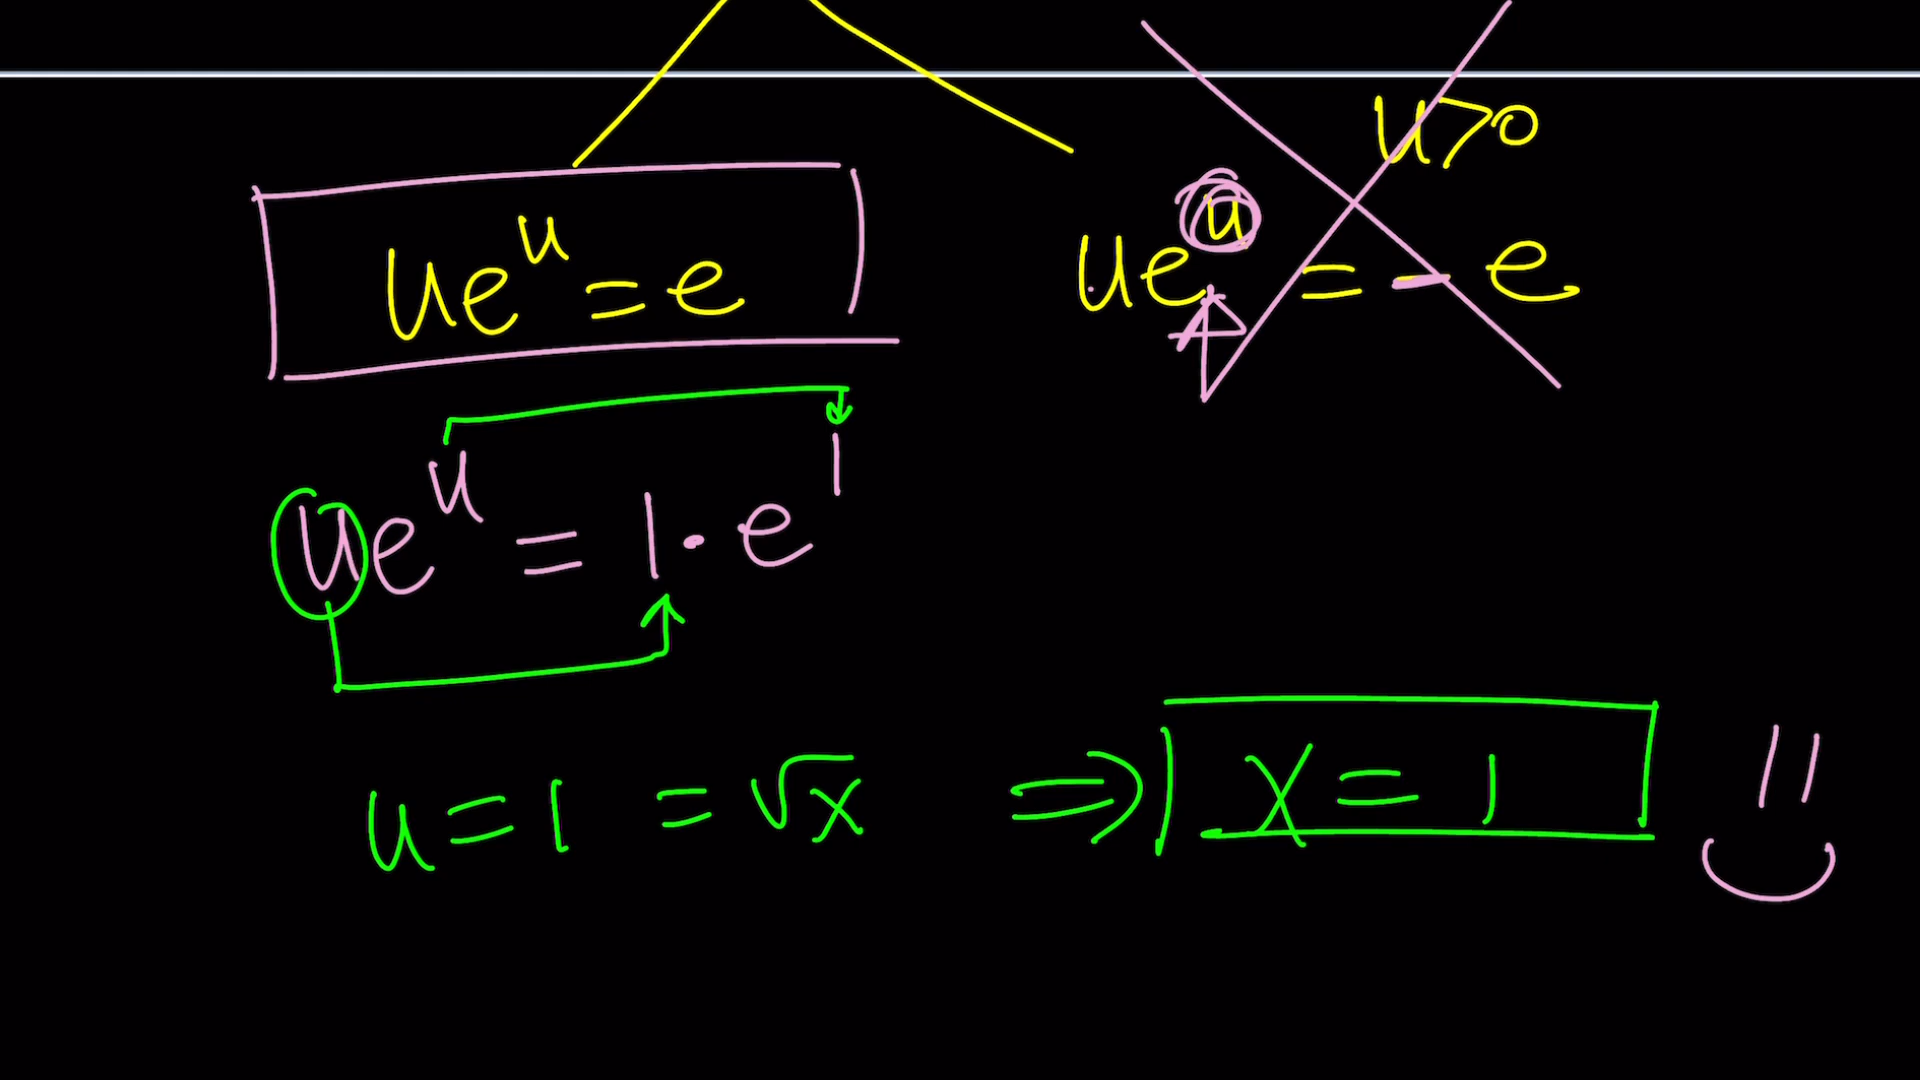 u>0
ue^u = e
ue^u = - e
ue^u = 1 · e^1
u = 1 = √x ⇒ x = 1